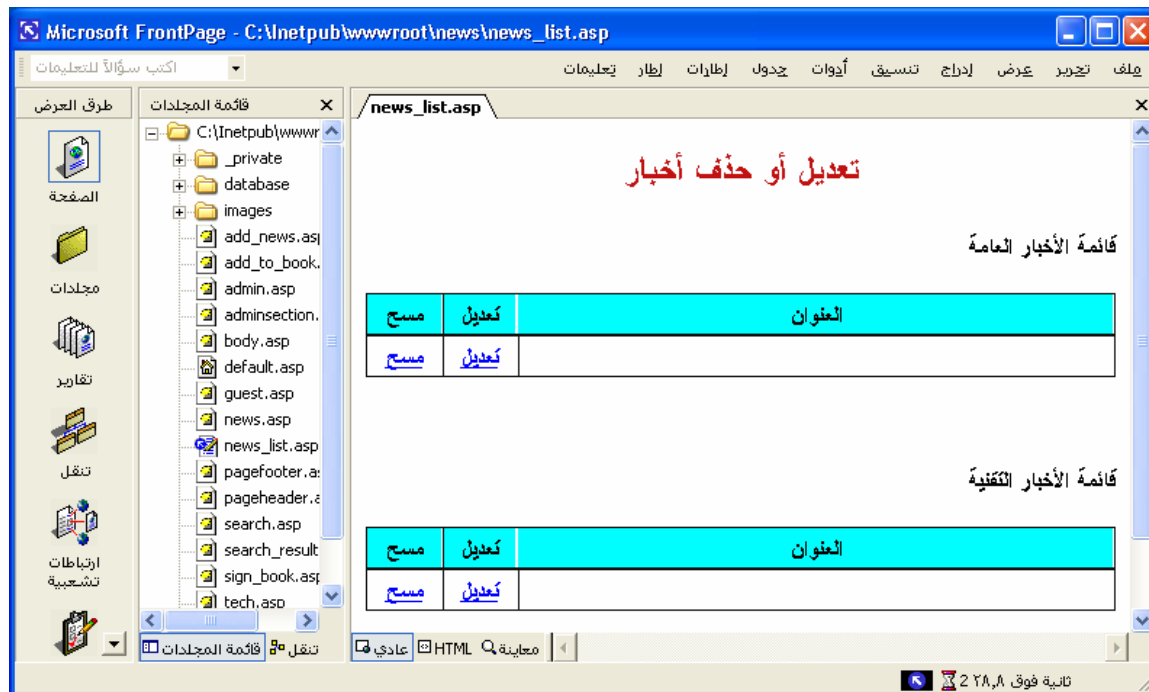 Microsoft FrontPage - C:\Inetpub\wwwroot\news\news_list.asp
ملف تحرير عرض إدراج تنسيق أدوات جدول إطارات إطار تعليمات
اكتب سؤالاً للتعليمات
طرق العرض
الصفحة
مجلدات
تقارير
تنقل
ارتباطات
تشعبية
قائمة المجلدات
C:\Inetpub\wwwr
_private
database
images
add_news.asp
add_to_book.
admin.asp
adminsection.
body.asp
default.asp
guest.asp
news.asp
news_list.asp
pagefooter.a
pageheader.a
search.asp
search_result
sign_book.asp
tech.asp
تنقل قائمة المجلدات
news_list.asp
تعديل أو حذف أخبار
قائمة الأخبار العامة
العنوان تعديل مسح
تعديل مسح
قائمة الأخبار التقنية
العنوان تعديل مسح
تعديل مسح
عادي HTML معاينة
ثانية فوق ٢٨,٨ 2